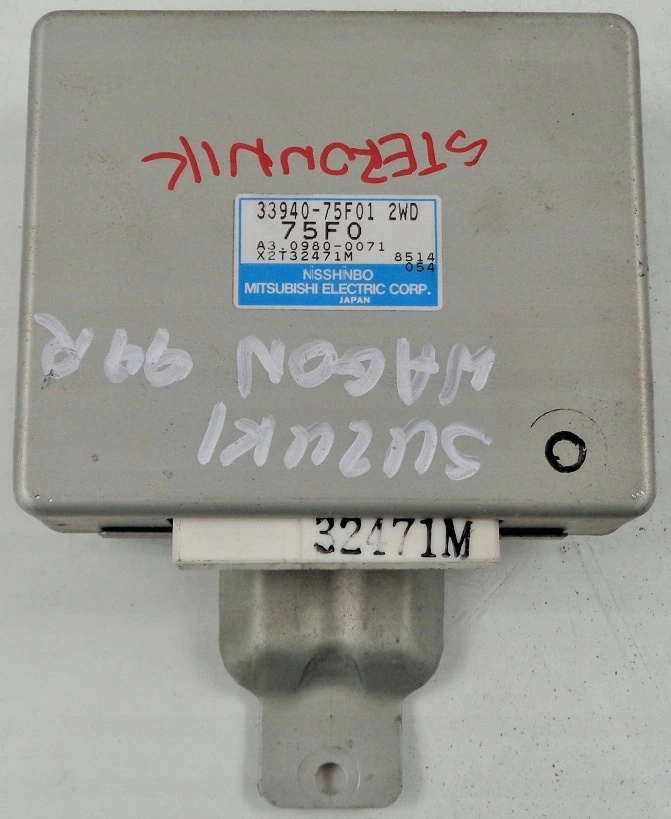 STEROWNIK
33940-75F01 2WD
75F0
A3.0980-0071
X2T32471M 8514
054
NISSHINBO
MITSUBISHI ELECTRIC CORP.
JAPAN
SUZUKI
WAGON 99R
32471M